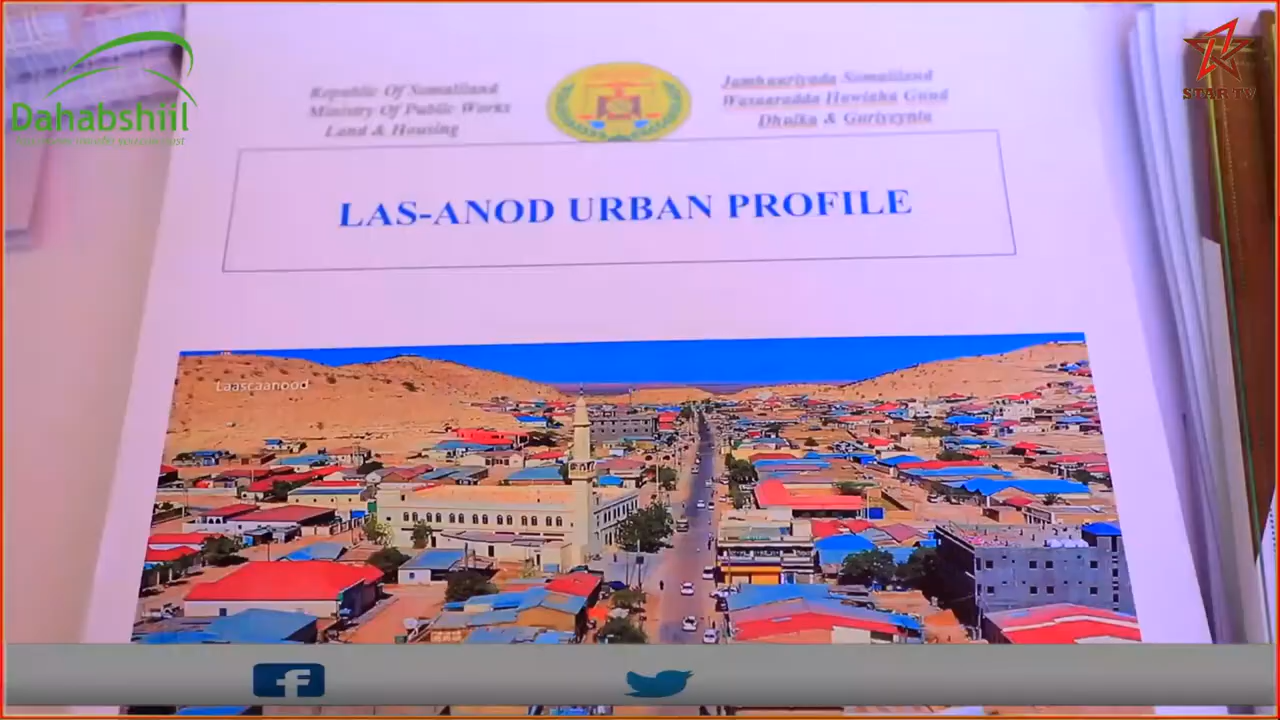 Dahabshiil
STAR TV
Republic Of Somaliland
Ministry Of Public Works
Land & Housing
Jamhuuriyada Somaliland
Wasaaradda Hawlaha Guud
Dhulka & Guriyeynta
LAS-ANOD URBAN PROFILE
Laascaanood